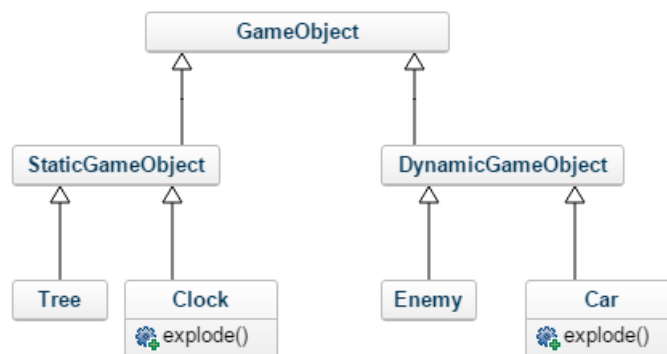 GameObject
StaticGameObject
DynamicGameObject
Tree
Clock
Enemy
Car
explode()
explode()